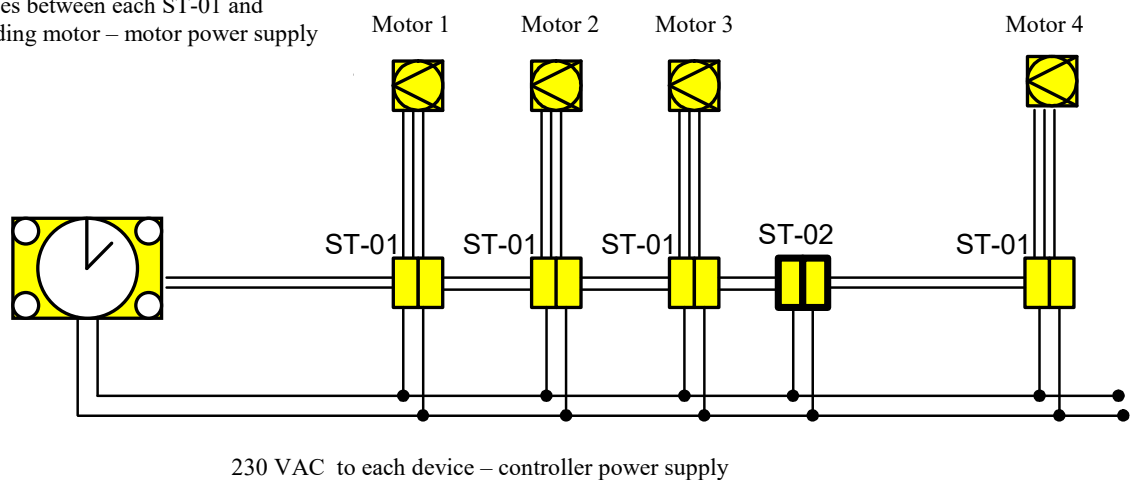 es between each ST-01 and
ding motor – motor power supply
Motor 1
Motor 2
Motor 3
Motor 4
ST-01
ST-01
ST-01
ST-02
ST-01
230 VAC to each device – controller power supply